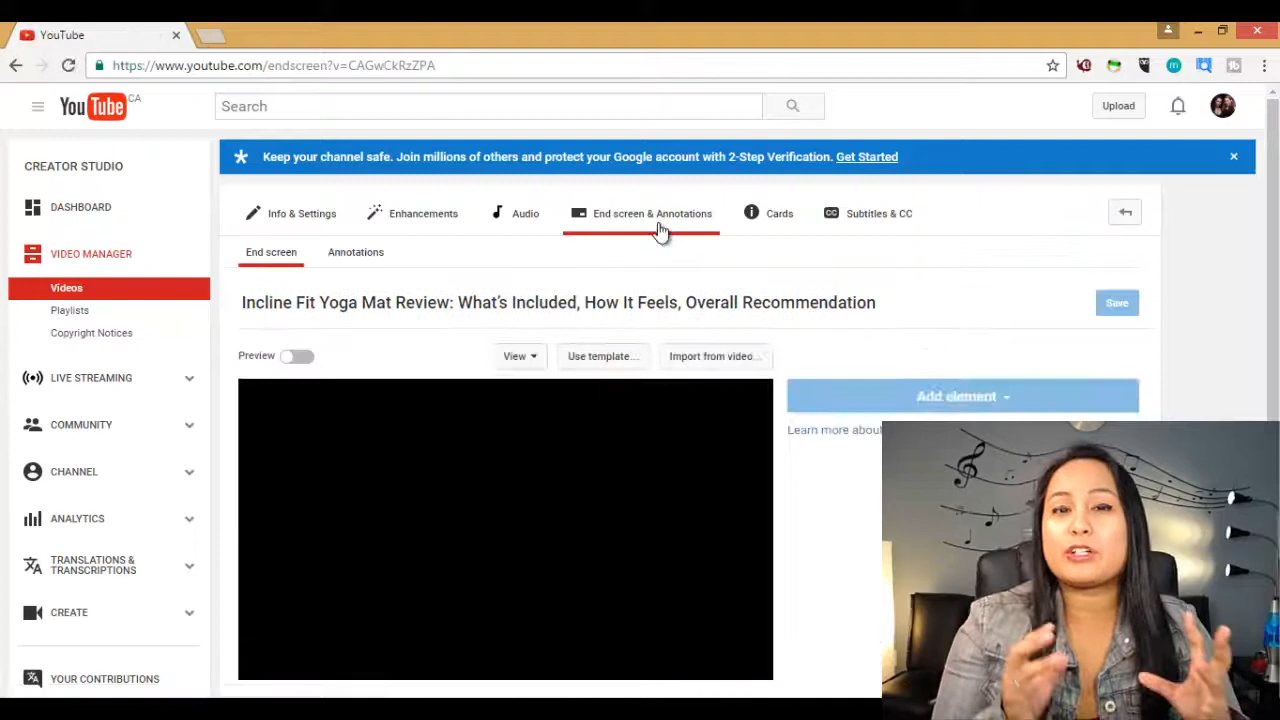 YouTube
https://www.youtube.com/endscreen?v=CAGwCkRzZPA
YouTube CA
Search
Upload
CREATOR STUDIO
DASHBOARD
VIDEO MANAGER
Videos
Playlists
Copyright Notices
LIVE STREAMING
COMMUNITY
CHANNEL
ANALYTICS
TRANSLATIONS &
TRANSCRIPTIONS
CREATE
YOUR CONTRIBUTIONS
Keep your channel safe. Join millions of others and protect your Google account with 2-Step Verification. Get Started
Info & Settings
Enhancements
Audio
End screen & Annotations
Cards
CC Subtitles & CC
End screen
Annotations
Incline Fit Yoga Mat Review: What's Included, How It Feels, Overall Recommendation
Save
Preview
View
Use template...
Import from video...
Add element
Learn more about